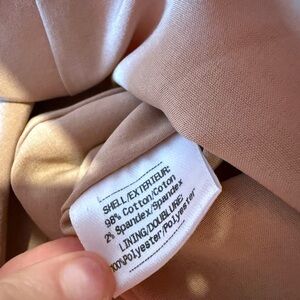 SHELL/EXTERIEUR:
98% Cotton/Coton
2% Spandex/Spandex
LINING/DOUBLURE:
100%Polyester/Polyester